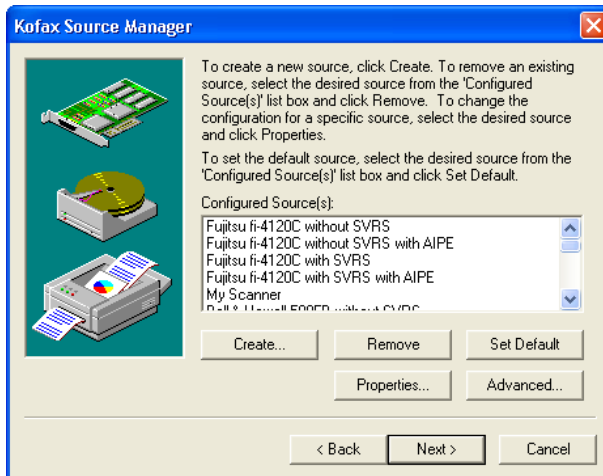 Kofax Source Manager
To create a new source, click Create. To remove an existing
source, select the desired source from the 'Configured
Source(s)' list box and click Remove. To change the
configuration for a specific source, select the desired source
and click Properties.
To set the default source, select the desired source from the
'Configured Source(s)' list box and click Set Default.
Configured Source(s):
Fujitsu fi-4120C without SVRS
Fujitsu fi-4120C without SVRS with AIPE
Fujitsu fi-4120C with SVRS
Fujitsu fi-4120C with SVRS with AIPE
My Scanner
Bell & Howell 500FB without SVRS
Create... Remove Set Default
Properties... Advanced...
< Back Next > Cancel